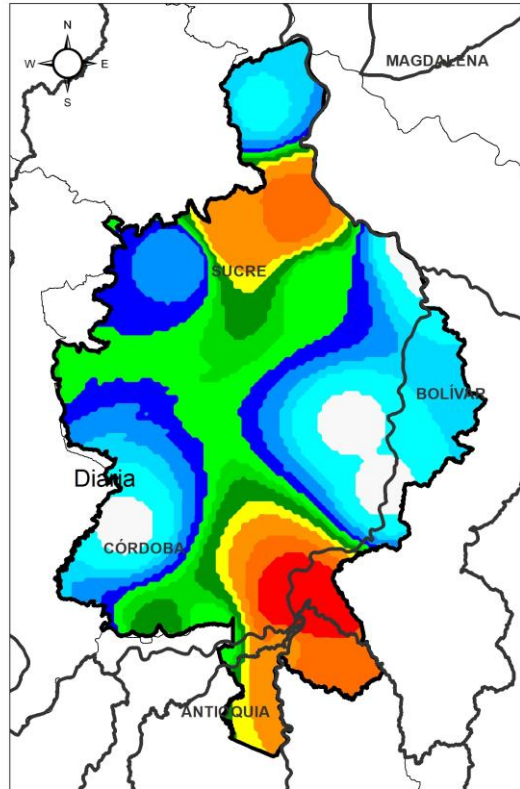 N
W E
S
MAGDALENA
SUCRE
BOLÍVAR
Diaria
CÓRDOBA
ANTIOQUIA